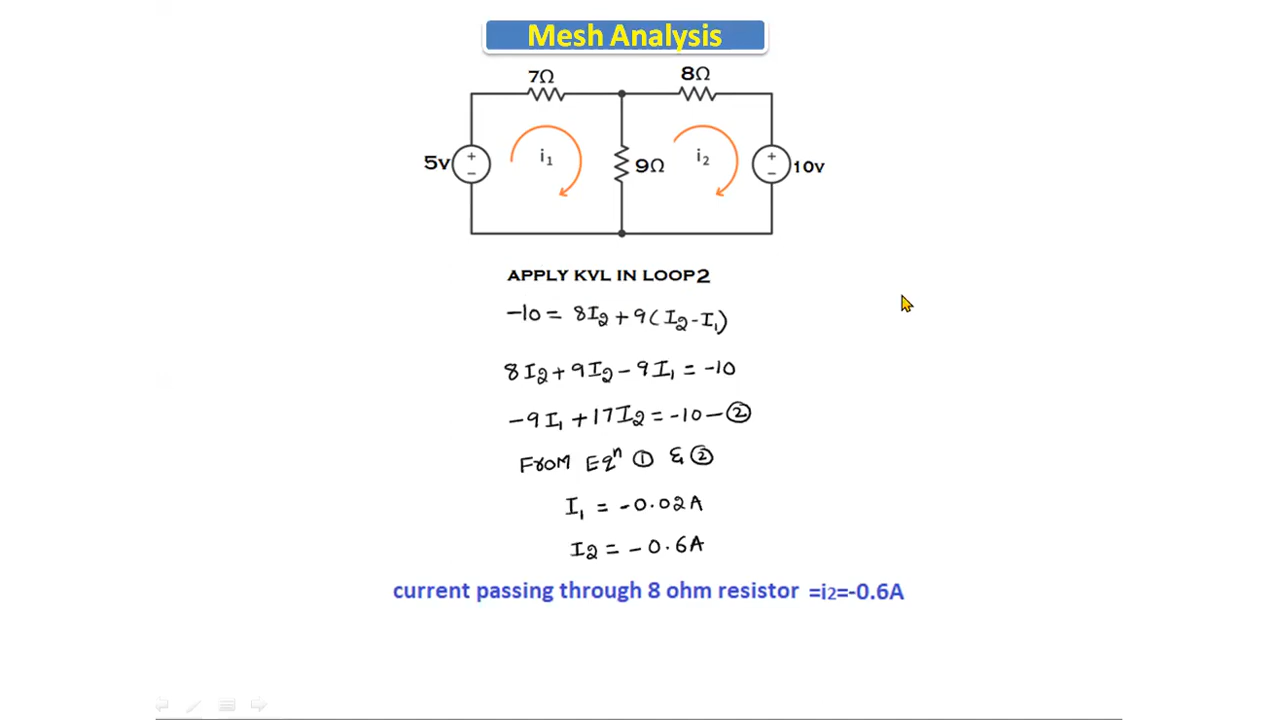 Mesh Analysis
7Ω
8Ω
5v
+
−
i1
9Ω
i2
+
−
10v
APPLY KVL IN LOOP2
-10 = 8I2 + 9(I2-I1)
8I2 + 9I2 - 9I1 = -10
-9I1 + 17I2 = -10 - ②
FROM Eqn ① & ②
I1 = -0.02A
I2 = -0.6A
current passing through 8 ohm resistor =i2=-0.6A